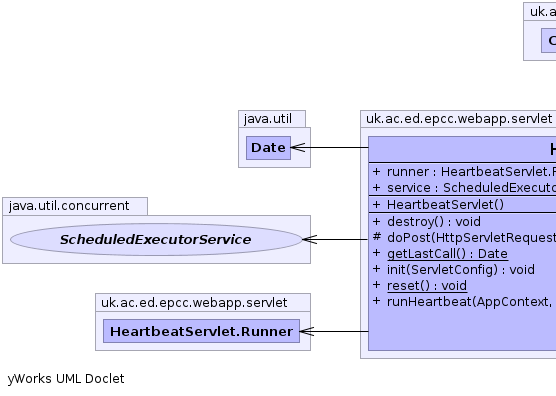 uk.a
C
java.util
Date
uk.ac.ed.epcc.webapp.servlet
H
+ runner : HeartbeatServlet.R
+ service : ScheduledExecuto
+ HeartbeatServlet()
+ destroy() : void
# doPost(HttpServletRequest
+ getLastCall() : Date
+ init(ServletConfig) : void
+ reset() : void
+ runHeartbeat(AppContext,
java.util.concurrent
ScheduledExecutorService
uk.ac.ed.epcc.webapp.servlet
HeartbeatServlet.Runner
yWorks UML Doclet